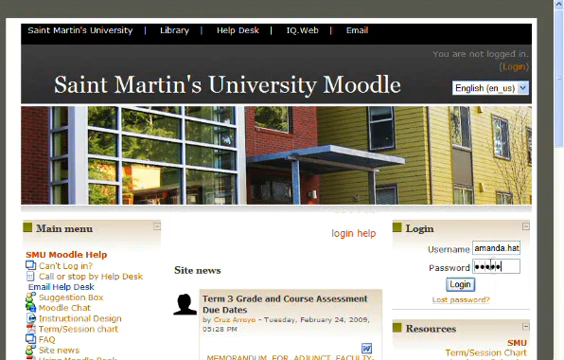 Saint Martin's University | Library | Help Desk | IQ.Web | Email
You are not logged in.
(Login)
Saint Martin's University Moodle
English (en_us)
Main menu
SMU Moodle Help
Can't Log in?
Call or stop by Help Desk
Email Help Desk
Suggestion Box
Moodle Chat
Instructional Design
Term/Session chart
FAQ
Site news
login help
Site news
Term 3 Grade and Course Assessment
Due Dates
by Cruz Arroyo - Tuesday, February 24, 2009,
05:28 PM
MEMORANDUM FOR ADJUNCT FACULTY-
Login
Username amanda.hat
Password
Login
Lost password?
Resources
SMU
Term/Session Chart